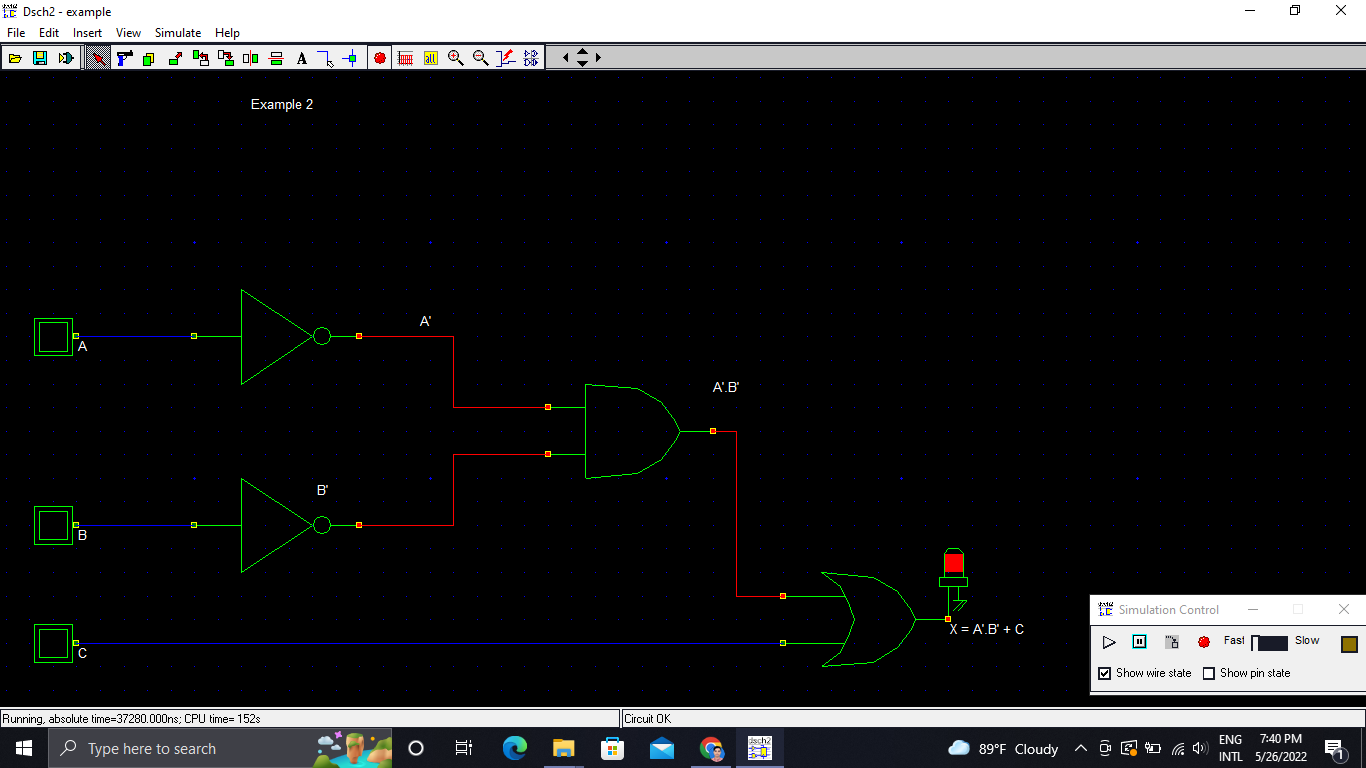 Dsch2 - example
File Edit Insert View Simulate Help
A
all
Example 2
A'
A
A'.B'
B'
B
C
X = A'.B' + C
Simulation Control
Fast Slow
Show wire state Show pin state
Running, absolute time=37280.000ns; CPU time= 152s
Circuit OK
Type here to search
dsch2
89°F Cloudy
ENG
INTL
7:40 PM
5/26/2022
1